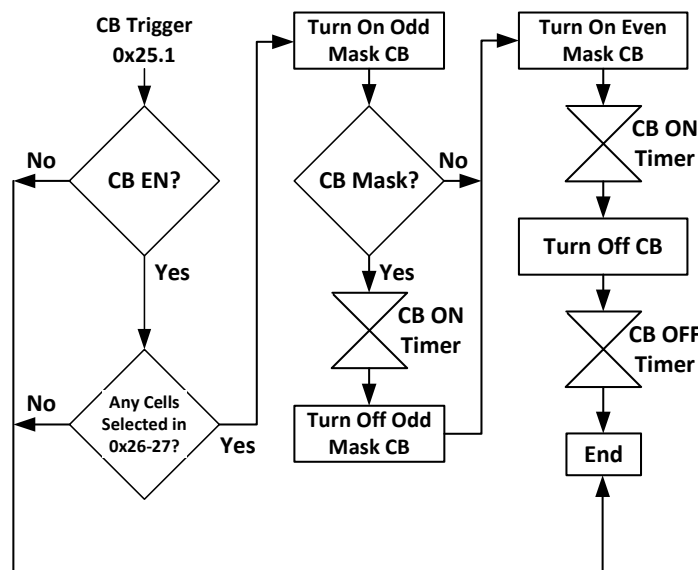 CB Trigger
0x25.1
CB EN?
No
Yes
Any Cells
Selected in
0x26-27?
No
Yes
Turn On Odd
Mask CB
CB Mask?
No
Yes
CB ON
Timer
Turn Off Odd
Mask CB
Turn On Even
Mask CB
CB ON
Timer
Turn Off CB
CB OFF
Timer
End